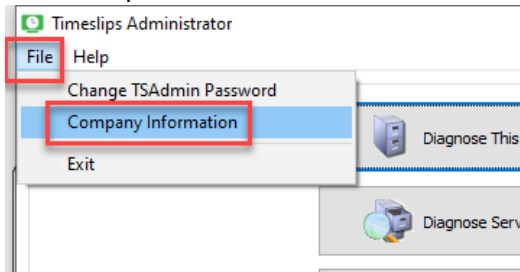 Timeslips Administrator
File Help
Change TSAdmin Password
Company Information
Exit
Diagnose This
Diagnose Serv